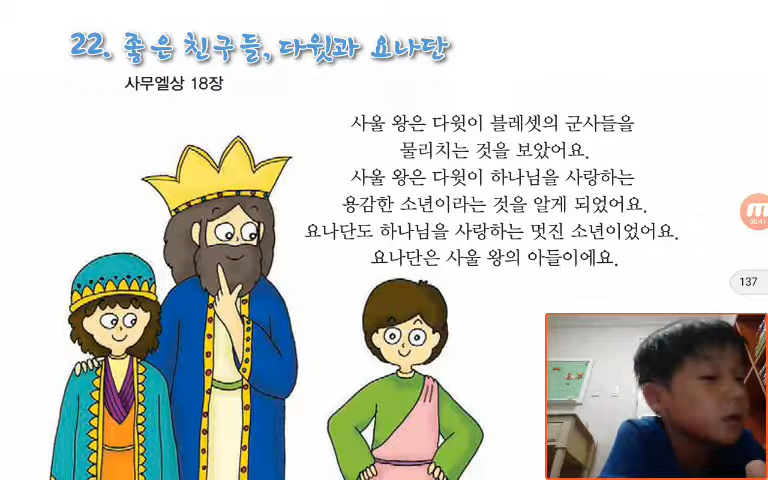 22. 좋은 친구들, 다윗과 요나단
사무엘상 18장
사울 왕은 다윗이 블레셋의 군사들을
물리치는 것을 보았어요.
사울 왕은 다윗이 하나님을 사랑하는
용감한 소년이라는 것을 알게 되었어요.
요나단도 하나님을 사랑하는 멋진 소년이었어요.
요나단은 사울 왕의 아들이에요.
00:41
137